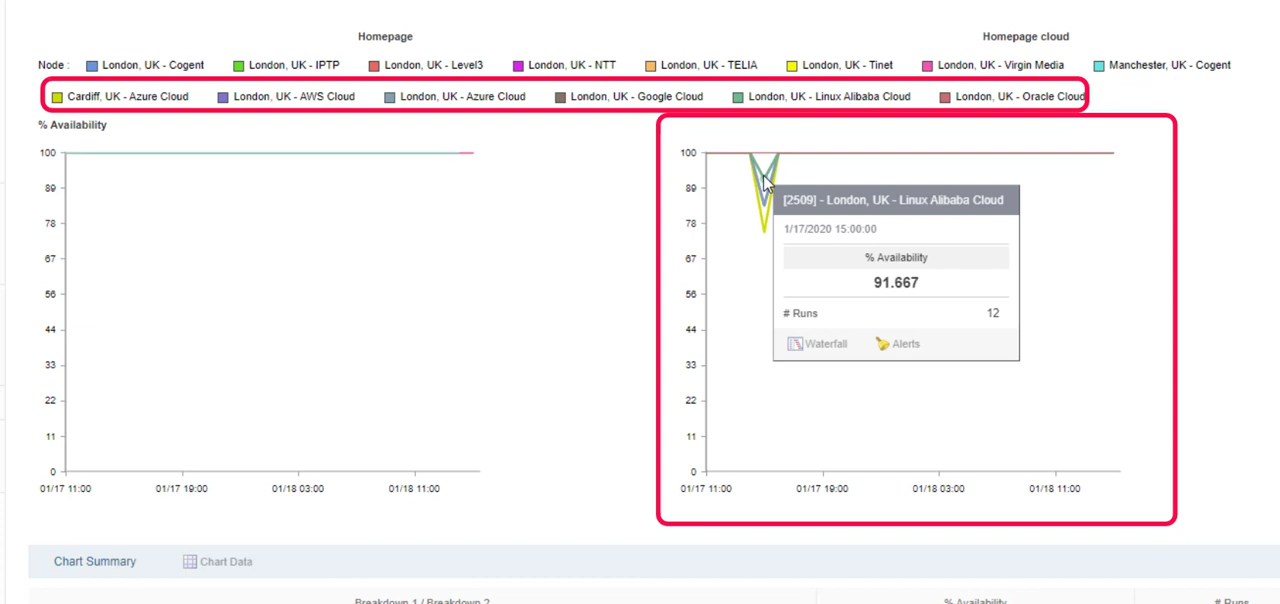 Homepage
Homepage cloud
Node :
London, UK - Cogent
London, UK - IPTP
London, UK - Level3
London, UK - NTT
London, UK - TELIA
London, UK - Tinet
London, UK - Virgin Media
Manchester, UK - Cogent
Cardiff, UK - Azure Cloud
London, UK - AWS Cloud
London, UK - Azure Cloud
London, UK - Google Cloud
London, UK - Linux Alibaba Cloud
London, UK - Oracle Cloud
% Availability
100
89
78
67
56
44
33
22
11
0
01/17 11:00
01/17 19:00
01/18 03:00
01/18 11:00
100
89
78
67
56
44
33
22
11
0
01/17 11:00
01/17 19:00
01/18 03:00
01/18 11:00
[2509] - London, UK - Linux Alibaba Cloud
1/17/2020 15:00:00
% Availability
91.667
# Runs
12
Waterfall
Alerts
Chart Summary
Chart Data
Breakdown 1 / Breakdown 2
% Availability
# Runs